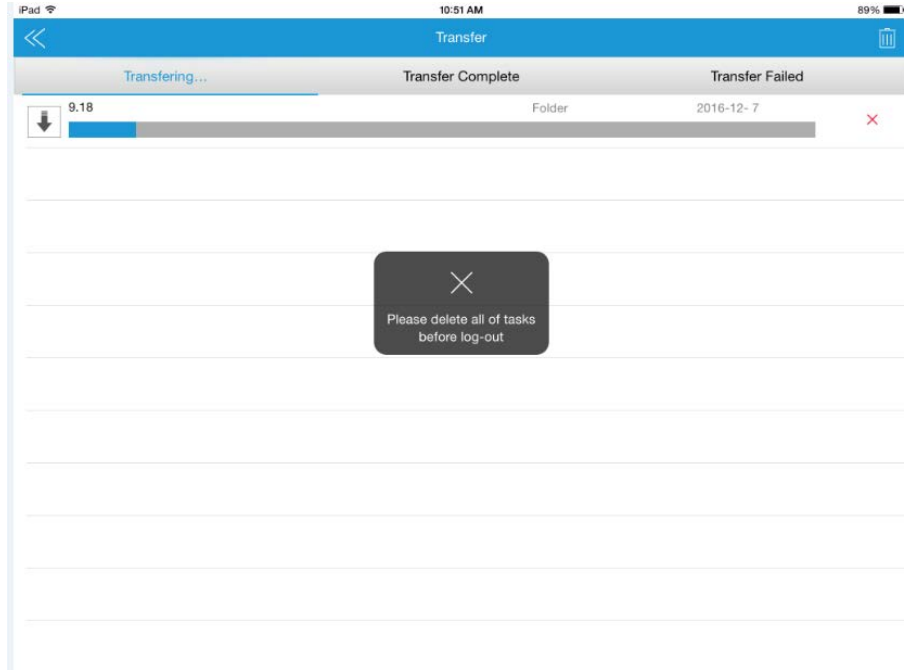 iPad 10:51 AM 89%
Transfer
Transfering... Transfer Complete Transfer Failed
9.18 Folder 2016-12- 7
Please delete all of tasks
before log-out